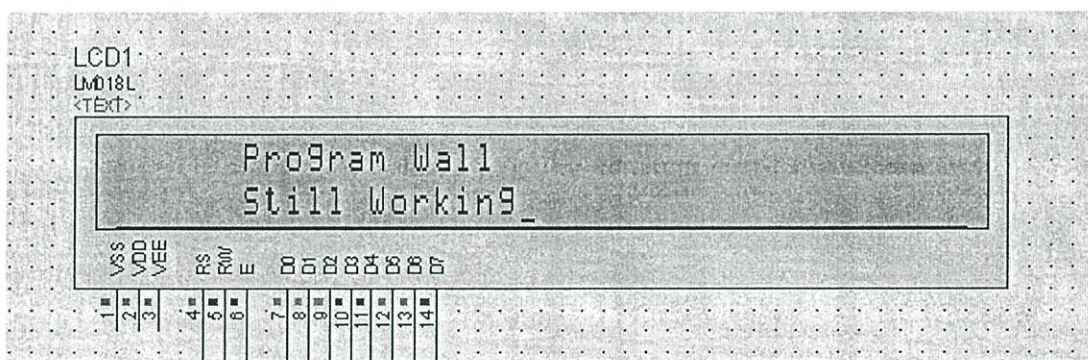 LCD1
LM018L
<TEXT>
Program Wall
Still Working_
VSS
VDD
VEE
RS
RW
E
D0
D1
D2
D3
D4
D5
D6
D7
1
2
3
4
5
6
7
8
9
10
11
12
13
14